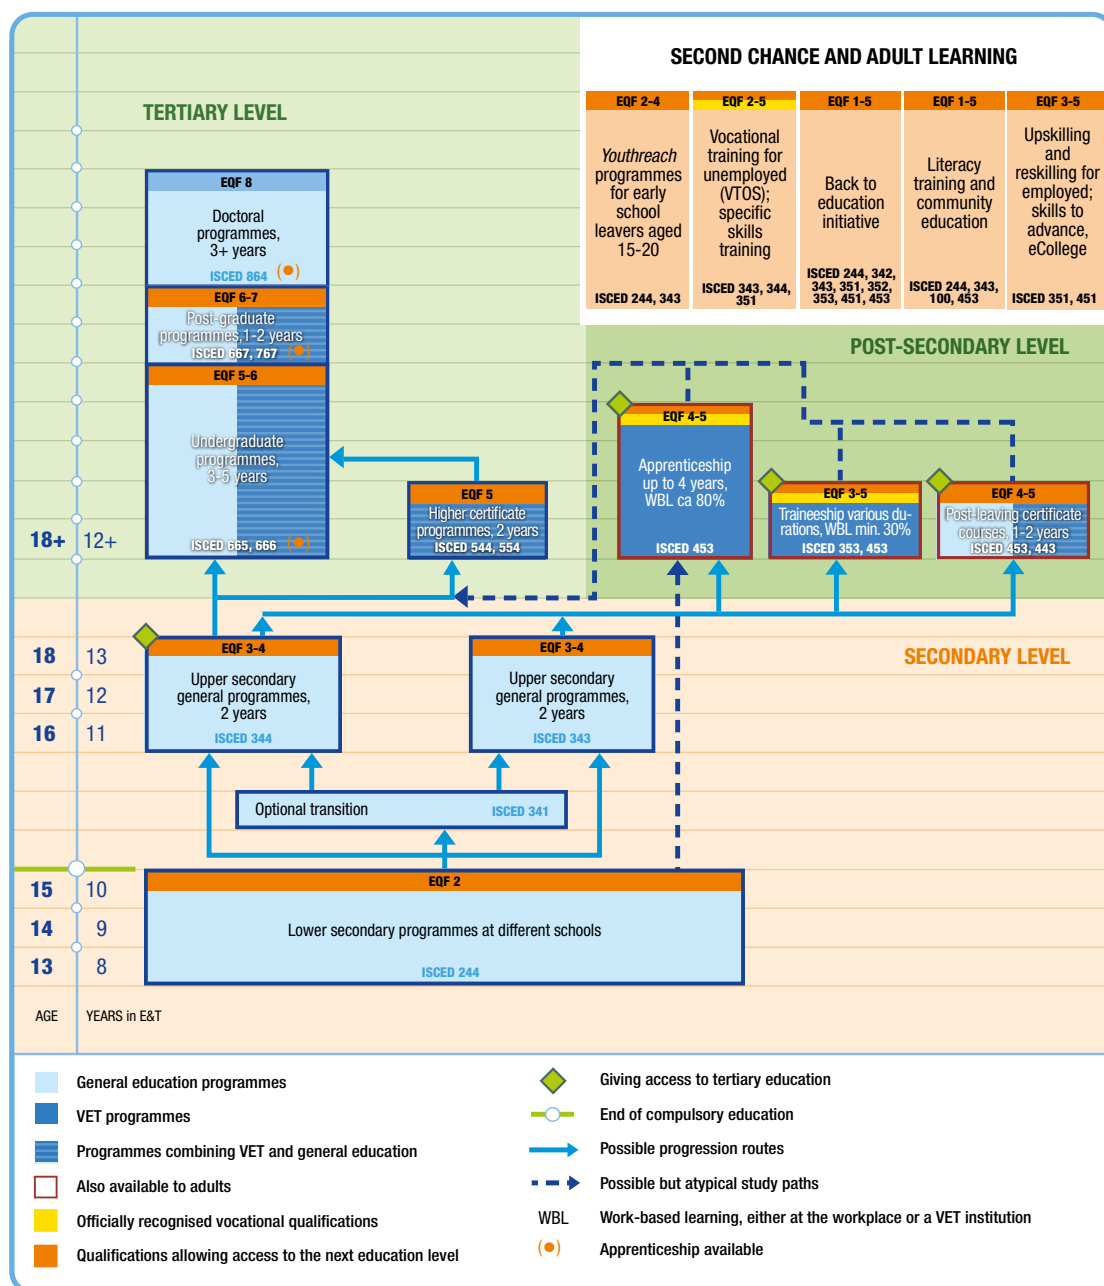 SECOND CHANCE AND ADULT LEARNING
EQF 2-4
Youthreach
programmes
for early
school
leavers aged
15-20
ISCED 244, 343
EQF 2-5
Vocational
training for
unemployed
(VTOS);
specific
skills
training
ISCED 343, 344,
351
EQF 1-5
Back to
education
initiative
ISCED 244, 342,
343, 351, 352,
353, 451, 453
EQF 1-5
Literacy
training and
community
education
ISCED 244, 343,
100, 453
EQF 3-5
Upskilling
and
reskilling for
employed;
skills to
advance,
eCollege
ISCED 351, 451
TERTIARY LEVEL
EQF 8
Doctoral
programmes,
3+ years
ISCED 864
EQF 6-7
Post-graduate
programmes,1-2 years
ISCED 667, 767
EQF 5-6
Undergraduate
programmes,
3-5 years
ISCED 665, 666
EQF 5
Higher certificate
programmes, 2 years
ISCED 544, 554
POST-SECONDARY LEVEL
EQF 4-5
Apprenticeship
up to 4 years,
WBL ca 80%
ISCED 453
EQF 3-5
Traineeship various du-
rations, WBL min. 30%
ISCED 353, 453
EQF 4-5
Post-leaving certificate
courses, 1-2 years
ISCED 453, 443
18+ 12+
SECONDARY LEVEL
18 13
17 12
16 11
EQF 3-4
Upper secondary
general programmes,
2 years
ISCED 344
EQF 3-4
Upper secondary
general programmes,
2 years
ISCED 343
Optional transition ISCED 341
15 10
14 9
13 8
EQF 2
Lower secondary programmes at different schools
ISCED 244
AGE YEARS in E&T
General education programmes
VET programmes
Programmes combining VET and general education
Also available to adults
Officially recognised vocational qualifications
Qualifications allowing access to the next education level
Giving access to tertiary education
End of compulsory education
Possible progression routes
Possible but atypical study paths
WBL Work-based learning, either at the workplace or a VET institution
Apprenticeship available